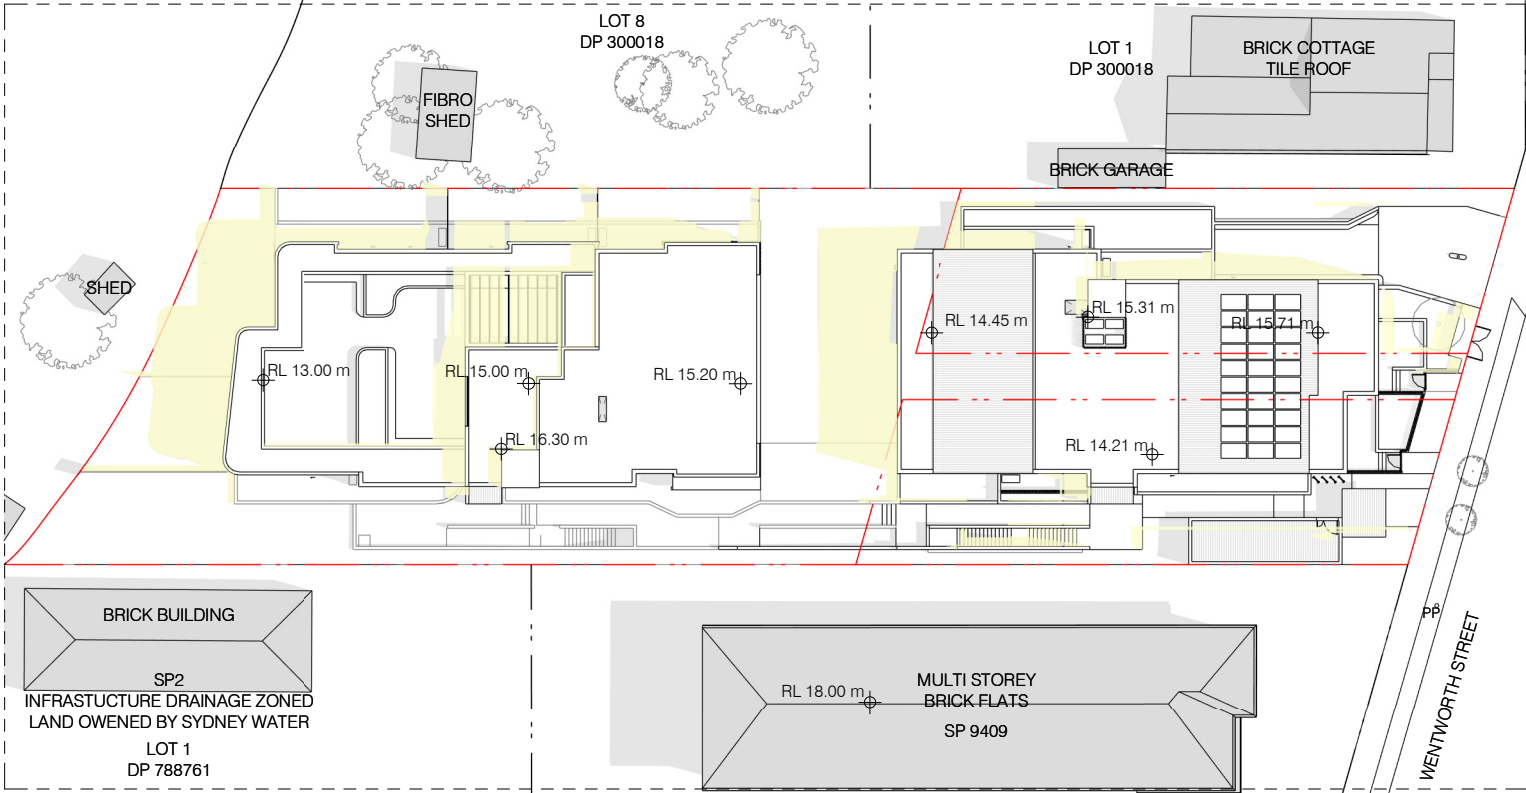 LOT 8
DP 300018
LOT 1
DP 300018
BRICK COTTAGE
TILE ROOF
FIBRO
SHED
BRICK GARAGE
SHED
RL 15.31 m
RL 14.45 m
RL 15.71 m
RL 13.00 m
RL 15.00 m
RL 15.20 m
RL 16.30 m
RL 14.21 m
BRICK BUILDING
SP2
INFRASTUCTURE DRAINAGE ZONED
LAND OWENED BY SYDNEY WATER
LOT 1
DP 788761
RL 18.00 m
MULTI STOREY
BRICK FLATS
SP 9409
PP
WENTWORTH STREET